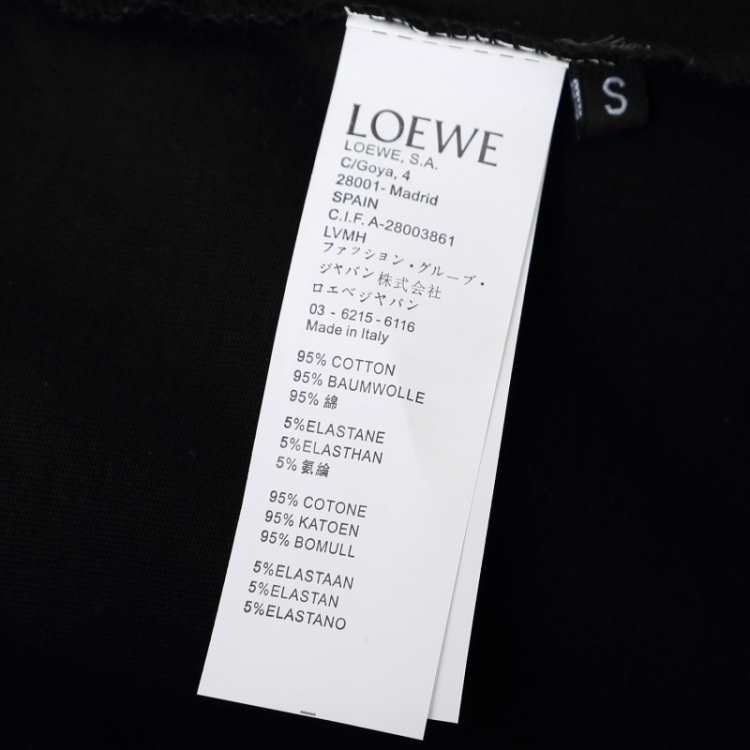 LOEWE
LOEWE, S.A.
C/Goya, 4
28001- Madrid
SPAIN
C.I.F. A-28003861
LVMH
ファッション・グループ・
ジャパン株式会社
ロエベジャパン
03 - 6215-6116
Made in Italy
95% COTTON
95% BAUMWOLLE
95% 綿
5%ELASTANE
5%ELASTHAN
5% 氨綸
95% COTONE
95% KATOEN
95% BOMULL
5%ELASTAAN
5%ELASTAN
5%ELASTANO
S